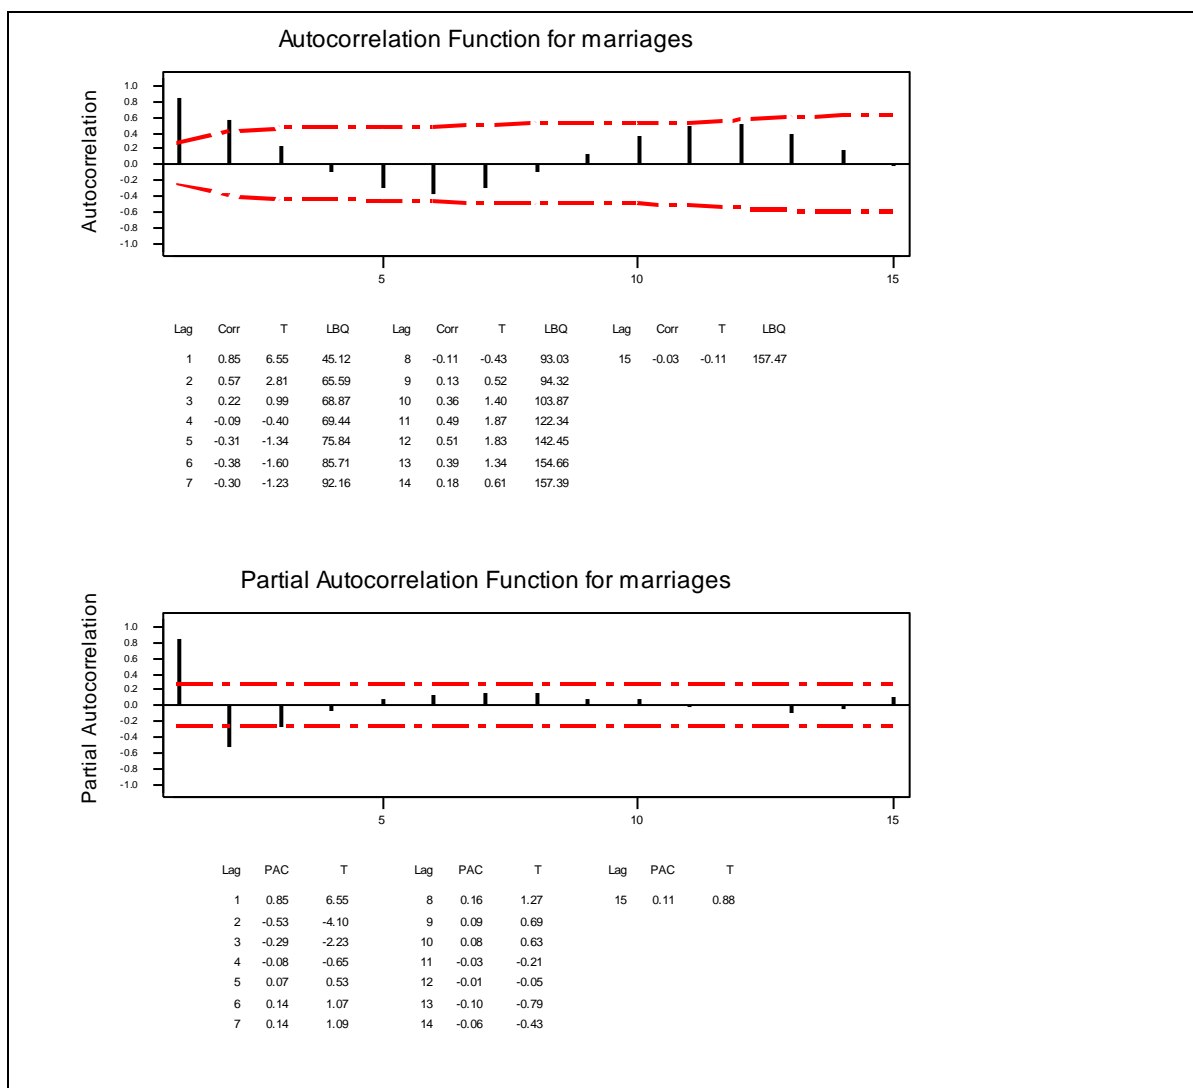 Autocorrelation Function for marriages
Autocorrelation
1.0
0.8
0.6
0.4
0.2
0.0
-0.2
-0.4
-0.6
-0.8
-1.0
5 10 15
Lag Corr T LBQ Lag Corr T LBQ Lag Corr T LBQ
1 0.85 6.55 45.12 8 -0.11 -0.43 93.03 15 -0.03 -0.11 157.47
2 0.57 2.81 65.59 9 0.13 0.52 94.32
3 0.22 0.99 68.87 10 0.36 1.40 103.87
4 -0.09 -0.40 69.44 11 0.49 1.87 122.34
5 -0.31 -1.34 75.84 12 0.51 1.83 142.45
6 -0.38 -1.60 85.71 13 0.39 1.34 154.66
7 -0.30 -1.23 92.16 14 0.18 0.61 157.39
Partial Autocorrelation Function for marriages
Partial Autocorrelation
1.0
0.8
0.6
0.4
0.2
0.0
-0.2
-0.4
-0.6
-0.8
-1.0
5 10 15
Lag PAC T Lag PAC T Lag PAC T
1 0.85 6.55 8 0.16 1.27 15 0.11 0.88
2 -0.53 -4.10 9 0.09 0.69
3 -0.29 -2.23 10 0.08 0.63
4 -0.08 -0.65 11 -0.03 -0.21
5 0.07 0.53 12 -0.01 -0.05
6 0.14 1.07 13 -0.10 -0.79
7 0.14 1.09 14 -0.06 -0.43